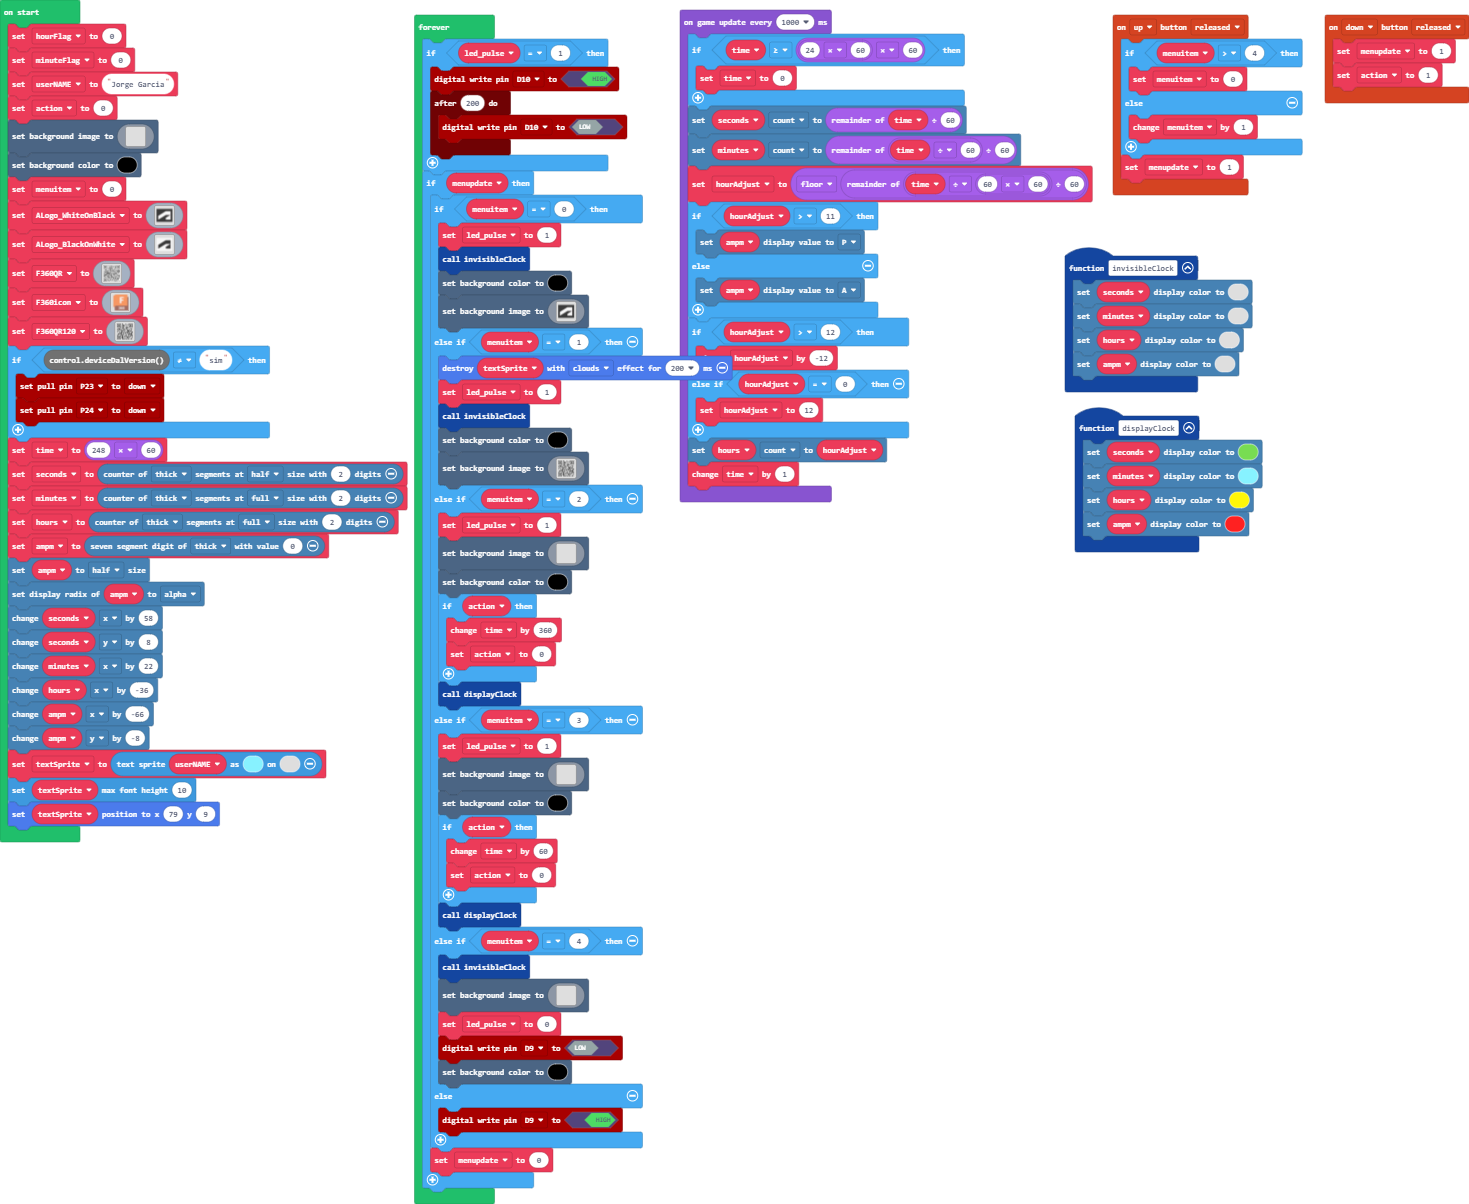 on start
set hourFlag to 0
set minuteFlag to 0
set userNAME to "Jorge Garcia"
set action to 0
set background image to
set background color to
set menuitem to 0
set ALogo_WhiteOnBlack to
set ALogo_BlackOnWhite to
set F360QR to
set F360icon to
set F360QR120 to
if control.deviceDalVersion() ≠ "sim" then
set pull pin P23 to down
set pull pin P24 to down
set time to 248 × 60
set seconds to counter of thick segments at half size with 2 digits
set minutes to counter of thick segments at full size with 2 digits
set hours to counter of thick segments at full size with 2 digits
set ampm to seven segment digit of thick with value 0
set ampm to half size
set display radix of ampm to alpha
change seconds x by 58
change seconds y by 8
change minutes x by 22
change hours x by -36
change ampm x by -66
change ampm y by -8
set textSprite to text sprite userNAME as on
set textSprite max font height 10
set textSprite position to x 79 y 9
forever
if led_pulse = 1 then
digital write pin D10 to HIGH
after 200 do
digital write pin D10 to LOW
if menupdate then
if menuitem = 0 then
set led_pulse to 1
call invisibleClock
set background color to
set background image to
else if menuitem = 1 then
destroy textSprite with clouds effect for 200 ms
set led_pulse to 1
call invisibleClock
set background color to
set background image to
else if menuitem = 2 then
set led_pulse to 1
set background image to
set background color to
if action then
change time by 360
set action to 0
call displayClock
else if menuitem = 3 then
set led_pulse to 1
set background image to
set background color to
if action then
change time by 60
set action to 0
call displayClock
else if menuitem = 4 then
call invisibleClock
set background image to
set led_pulse to 0
digital write pin D9 to LOW
set background color to
else
digital write pin D9 to HIGH
set menupdate to 0
on game update every 1000 ms
if time ≥ 24 × 60 × 60 then
set time to 0
set seconds count to remainder of time ÷ 60
set minutes count to remainder of time ÷ 60 ÷ 60
set hourAdjust to floor remainder of time ÷ 60 × 60 ÷ 60
if hourAdjust > 11 then
set ampm display value to P
else
set ampm display value to A
if hourAdjust > 12 then
hourAdjust by -12
else if hourAdjust = 0 then
set hourAdjust to 12
set hours count to hourAdjust
change time by 1
on up button released
if menuitem > 4 then
set menuitem to 0
else
change menuitem by 1
set menupdate to 1
on down button released
set menupdate to 1
set action to 1
function invisibleClock
set seconds display color to
set minutes display color to
set hours display color to
set ampm display color to
function displayClock
set seconds display color to
set minutes display color to
set hours display color to
set ampm display color to